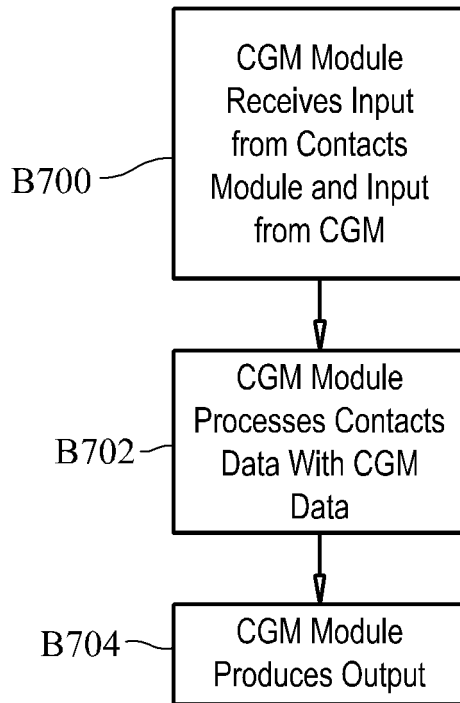 CGM Module
Receives Input
from Contacts
Module and Input
from CGM
B700
CGM Module
Processes Contacts
Data With CGM
Data
B702
CGM Module
Produces Output
B704